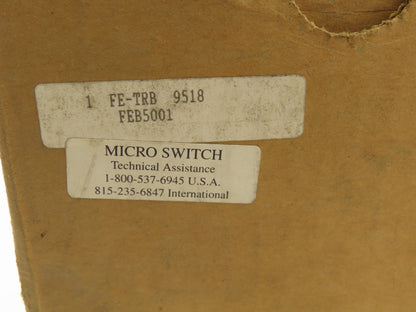 1 FE-TRB 9518
FEB5001
MICRO SWITCH
Technical Assistance
1-800-537-6945 U.S.A.
815-235-6847 International